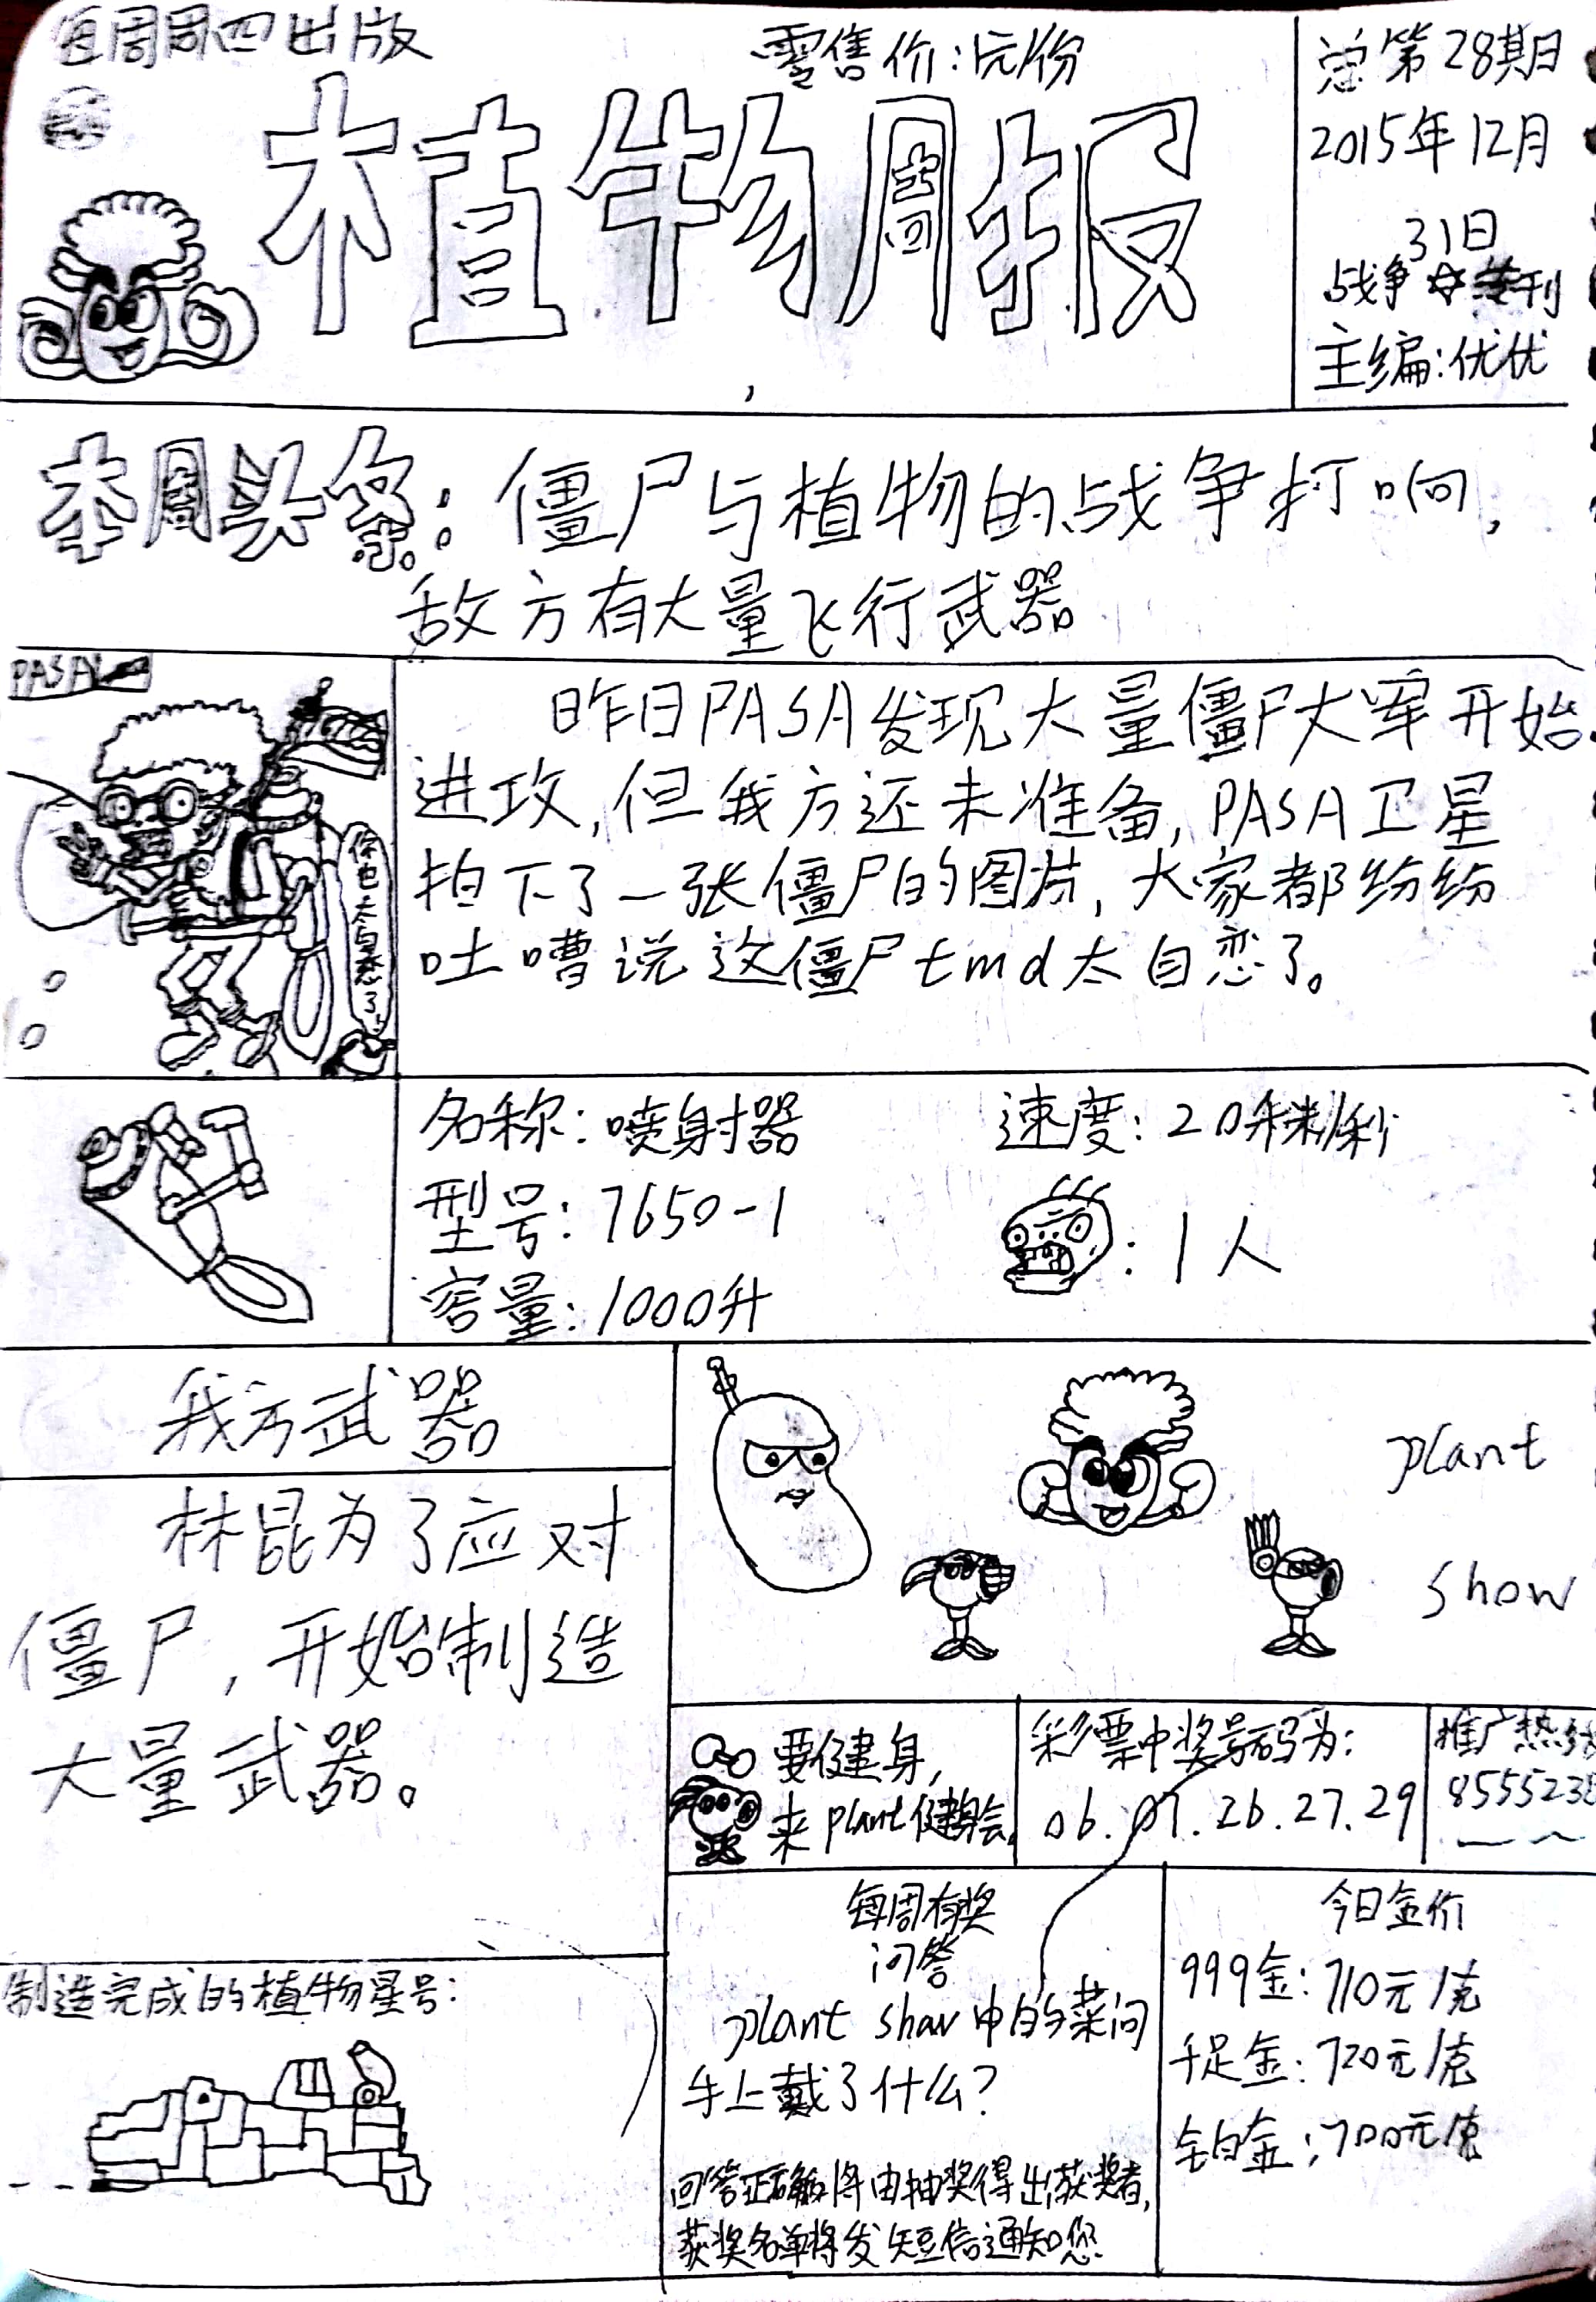 每周周四出版
零售价:1元/份
总第28期
2015年12月
31日
战争 刊
主编:优优
植物周报
本周头条:僵尸与植物的战争打响,
敌方有大量飞行武器
PASA
你也太自恋了
昨日PASA发现大量僵尸大军开始
进攻,但我方还未准备,PASA卫星
拍下了一张僵尸的图片,大家都纷纷
吐嘈说这僵尸tmd太自恋了。
名称:喷射器
速度:20千米/秒
型号:7650-1
:1人
容量:1000升
我方武器
林昆为了应对
僵尸,开始制造
大量武器。
制造完成的植物星号:
plant
show
要健身,
来plant健身会。
彩票中奖号码为:
06.07.26.27.29
推广热线
8555238
每周有奖
问答
plant show中的菜问
手上戴了什么?
回答正确将由抽奖得出获奖者,
获奖名单将发短信通知您.
今日金价
999金:710元/克
千足金:720元/克
铂金:700元/克